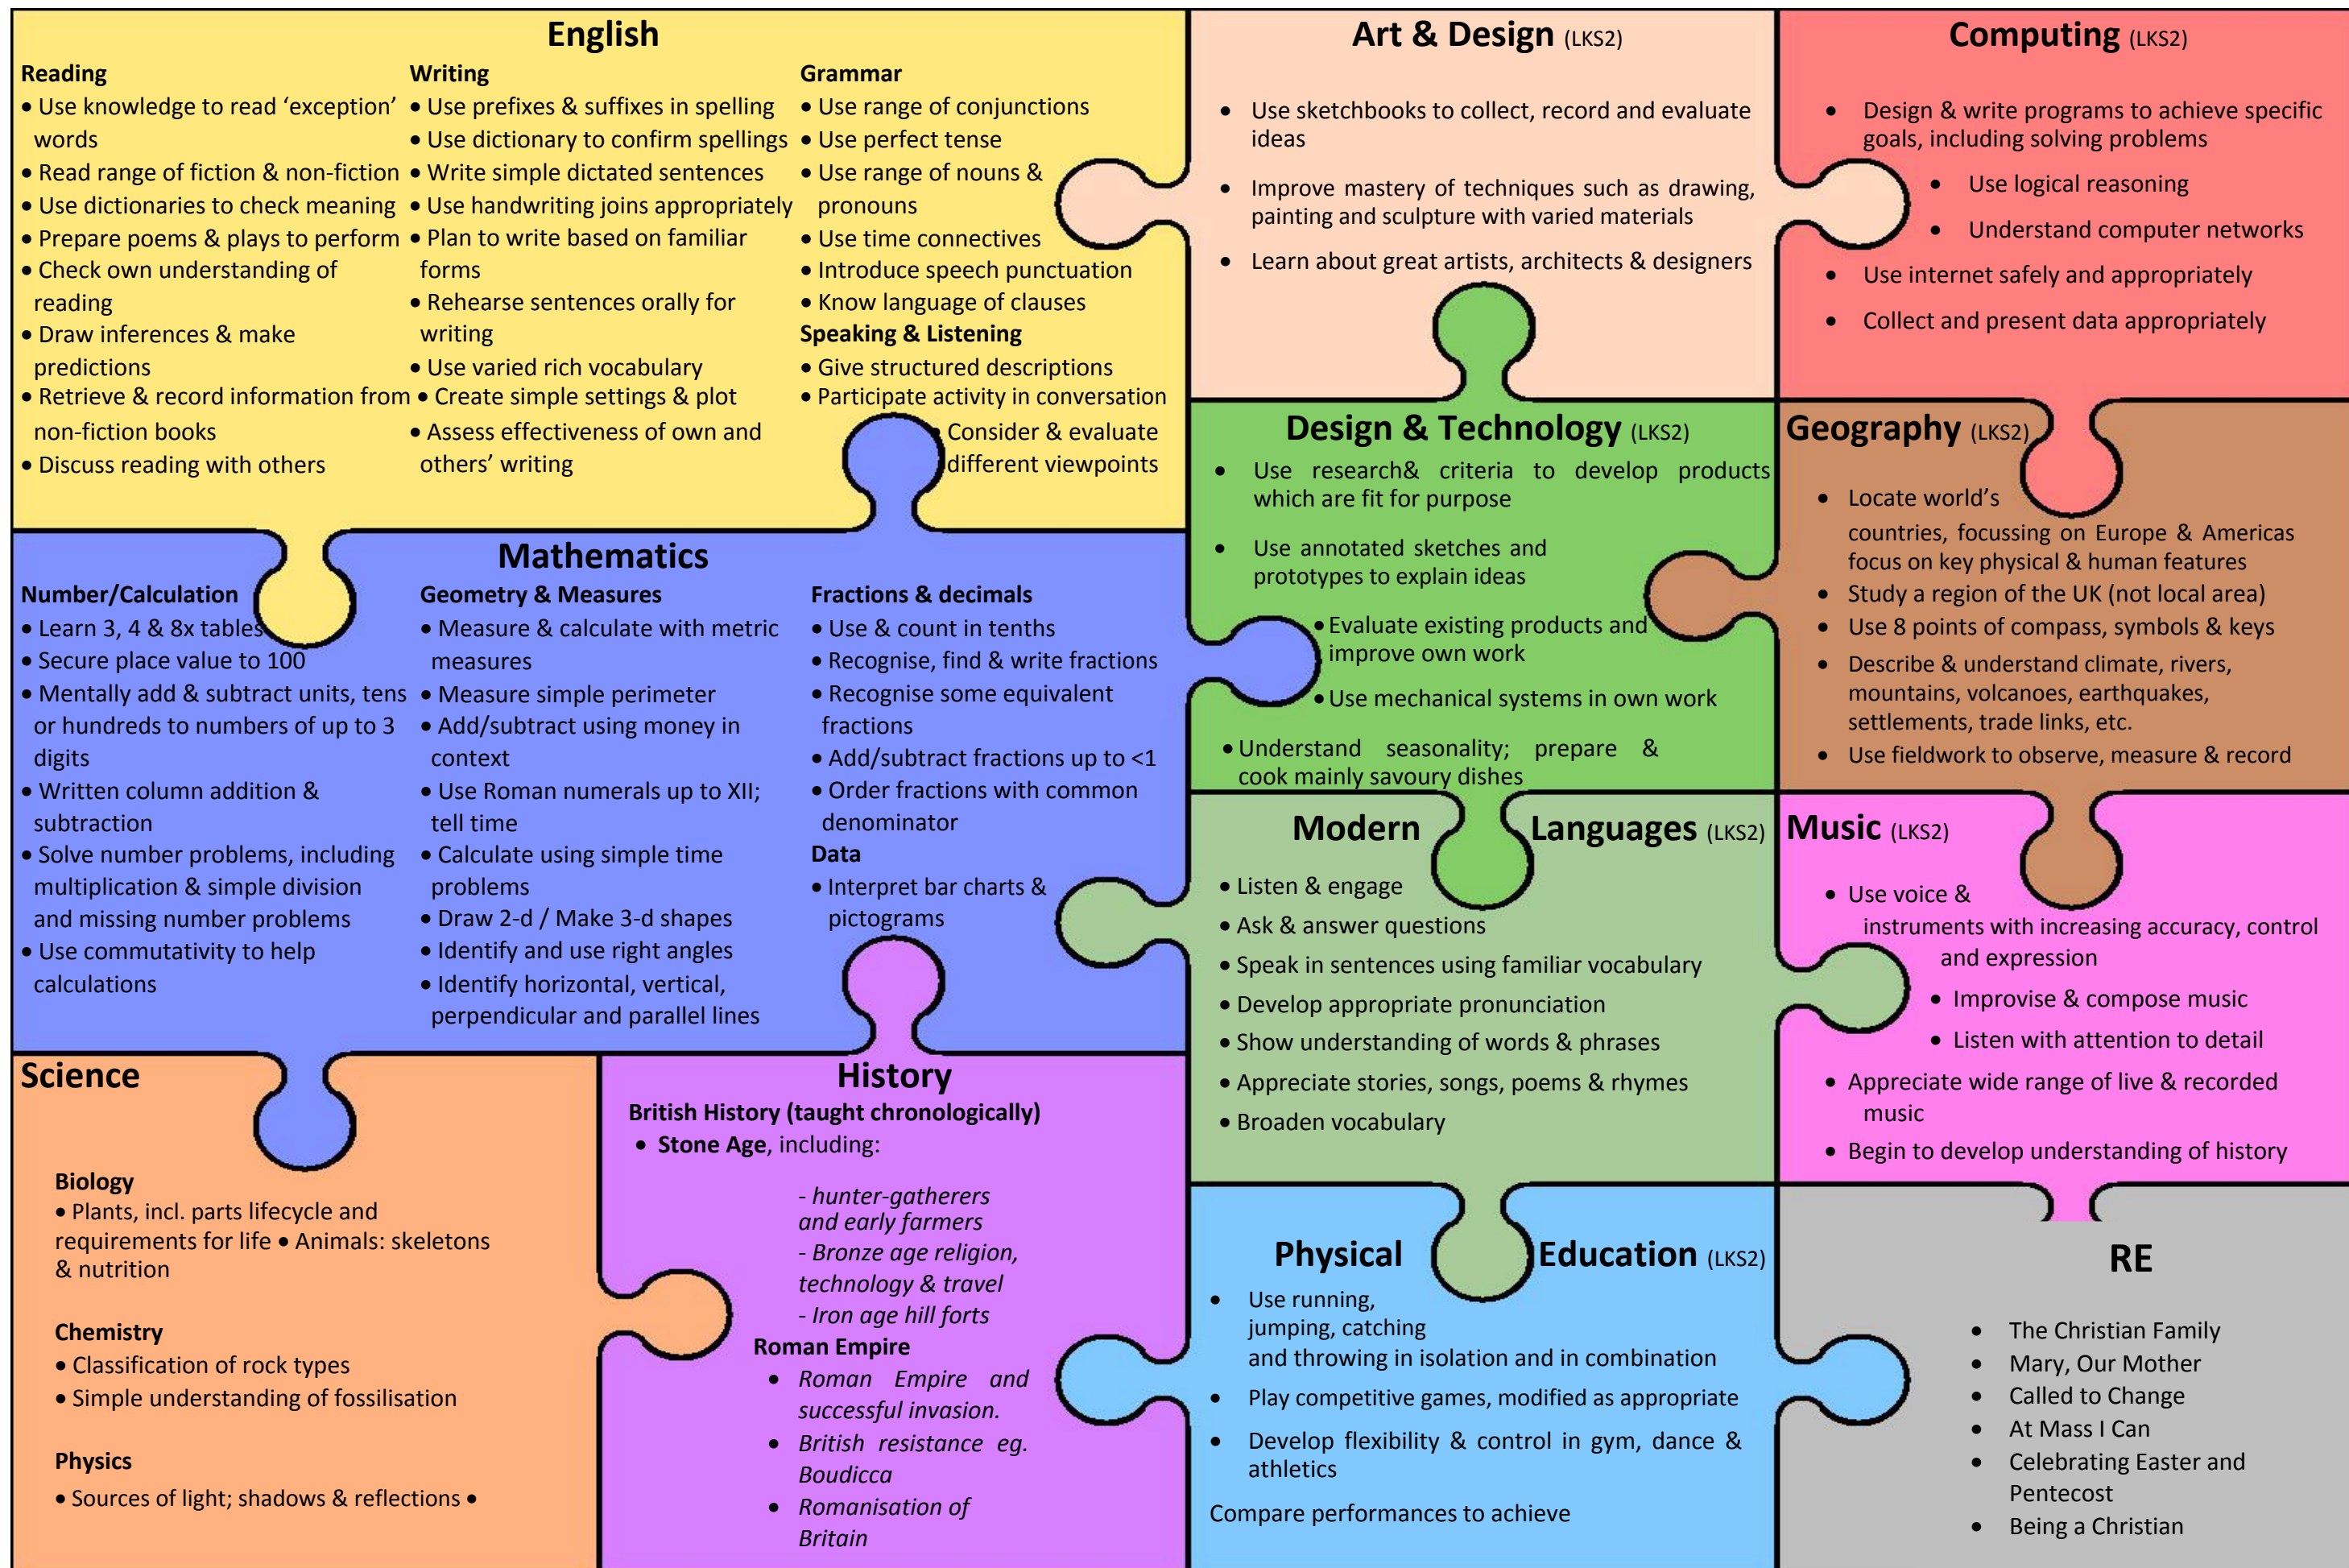 English
Reading
• Use knowledge to read ‘exception’
words
• Read range of fiction & non-fiction
• Use dictionaries to check meaning
• Prepare poems & plays to perform
• Check own understanding of
reading
• Draw inferences & make
predictions
• Retrieve & record information from
non-fiction books
• Discuss reading with others
Writing
• Use prefixes & suffixes in spelling
• Use dictionary to confirm spellings
• Write simple dictated sentences
• Use handwriting joins appropriately
• Plan to write based on familiar
forms
• Rehearse sentences orally for
writing
• Use varied rich vocabulary
• Create simple settings & plot
• Assess effectiveness of own and
others’ writing
Grammar
• Use range of conjunctions
• Use perfect tense
• Use range of nouns &
pronouns
• Use time connectives
• Introduce speech punctuation
• Know language of clauses
Speaking & Listening
• Give structured descriptions
• Participate activity in conversation
• Consider & evaluate
different viewpoints
Art & Design (LKS2)
• Use sketchbooks to collect, record and evaluate
ideas
• Improve mastery of techniques such as drawing,
painting and sculpture with varied materials
• Learn about great artists, architects & designers
Computing (LKS2)
• Design & write programs to achieve specific
goals, including solving problems
• Use logical reasoning
• Understand computer networks
• Use internet safely and appropriately
• Collect and present data appropriately
Mathematics
Number/Calculation
• Learn 3, 4 & 8x tables
• Secure place value to 100
• Mentally add & subtract units, tens
or hundreds to numbers of up to 3
digits
• Written column addition &
subtraction
• Solve number problems, including
multiplication & simple division
and missing number problems
• Use commutativity to help
calculations
Geometry & Measures
• Measure & calculate with metric
measures
• Measure simple perimeter
• Add/subtract using money in
context
• Use Roman numerals up to XII;
tell time
• Calculate using simple time
problems
• Draw 2-d / Make 3-d shapes
• Identify and use right angles
• Identify horizontal, vertical,
perpendicular and parallel lines
Fractions & decimals
• Use & count in tenths
• Recognise, find & write fractions
• Recognise some equivalent
fractions
• Add/subtract fractions up to <1
• Order fractions with common
denominator
Data
• Interpret bar charts &
pictograms
Design & Technology (LKS2)
• Use research& criteria to develop products
which are fit for purpose
• Use annotated sketches and
prototypes to explain ideas
• Evaluate existing products and
improve own work
• Use mechanical systems in own work
• Understand seasonality; prepare &
cook mainly savoury dishes
Geography (LKS2)
• Locate world’s
countries, focussing on Europe & Americas
focus on key physical & human features
• Study a region of the UK (not local area)
• Use 8 points of compass, symbols & keys
• Describe & understand climate, rivers,
mountains, volcanoes, earthquakes,
settlements, trade links, etc.
• Use fieldwork to observe, measure & record
Modern Languages (LKS2)
• Listen & engage
• Ask & answer questions
• Speak in sentences using familiar vocabulary
• Develop appropriate pronunciation
• Show understanding of words & phrases
• Appreciate stories, songs, poems & rhymes
• Broaden vocabulary
Music (LKS2)
• Use voice &
instruments with increasing accuracy, control
and expression
• Improvise & compose music
• Listen with attention to detail
• Appreciate wide range of live & recorded
music
• Begin to develop understanding of history
Science
Biology
• Plants, incl. parts lifecycle and
requirements for life • Animals: skeletons
& nutrition
Chemistry
• Classification of rock types
• Simple understanding of fossilisation
Physics
• Sources of light; shadows & reflections •
History
British History (taught chronologically)
• Stone Age, including:
- hunter-gatherers
and early farmers
- Bronze age religion,
technology & travel
- Iron age hill forts
Roman Empire
• Roman Empire and
successful invasion.
• British resistance eg.
Boudicca
• Romanisation of
Britain
Physical Education (LKS2)
• Use running,
jumping, catching
and throwing in isolation and in combination
• Play competitive games, modified as appropriate
• Develop flexibility & control in gym, dance &
athletics
Compare performances to achieve
RE
• The Christian Family
• Mary, Our Mother
• Called to Change
• At Mass I Can
• Celebrating Easter and
Pentecost
• Being a Christian